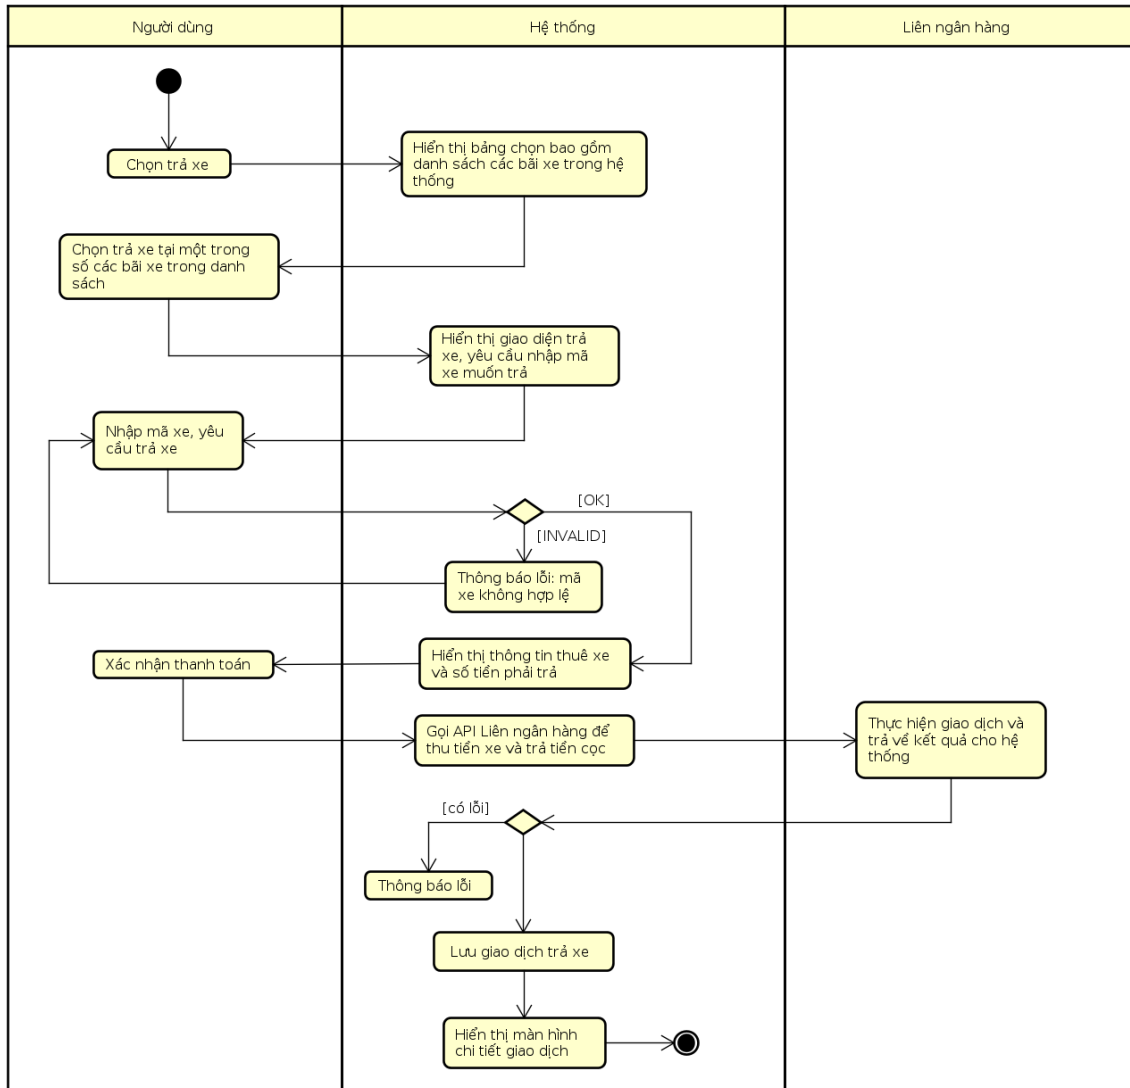 Người dùng
Hệ thống
Liên ngân hàng
Chọn trả xe
Hiển thị bảng chọn bao gồm
danh sách các bãi xe trong hệ
thống
Chọn trả xe tại một trong
số các bãi xe trong danh
sách
Hiển thị giao diện trả
xe, yêu cầu nhập mã
xe muốn trả
Nhập mã xe, yêu
cầu trả xe
[OK]
[INVALID]
Thông báo lỗi: mã
xe không hợp lệ
Hiển thị thông tin thuê xe
và số tiền phải trả
Xác nhận thanh toán
Gọi API Liên ngân hàng để
thu tiền xe và trả tiền cọc
Thực hiện giao dịch và
trả về kết quả cho hệ
thống
[có lỗi]
Thông báo lỗi
Lưu giao dịch trả xe
Hiển thị màn hình
chi tiết giao dịch